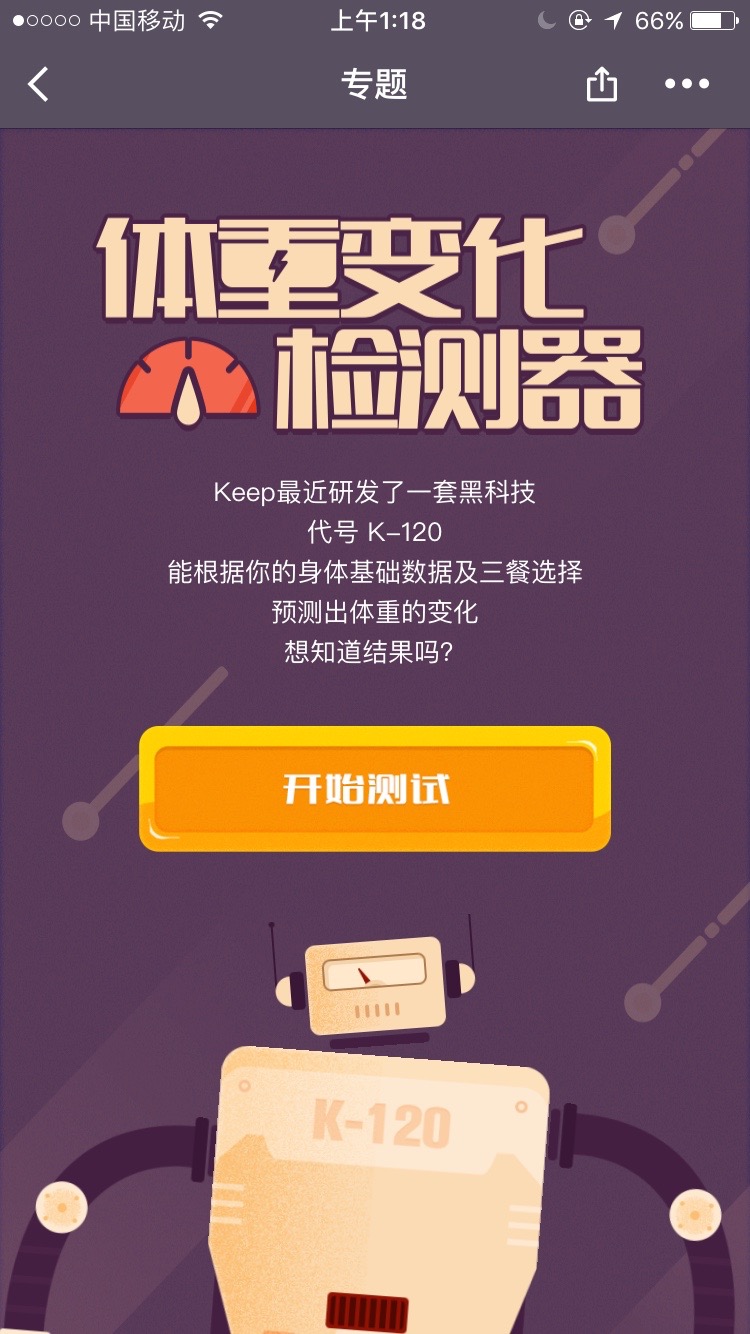 中国移动 上午1:18 66%
专题
体重变化
检测器
Keep最近研发了一套黑科技
代号 K-120
能根据你的身体基础数据及三餐选择
预测出体重的变化
想知道结果吗?
开始测试
K-120